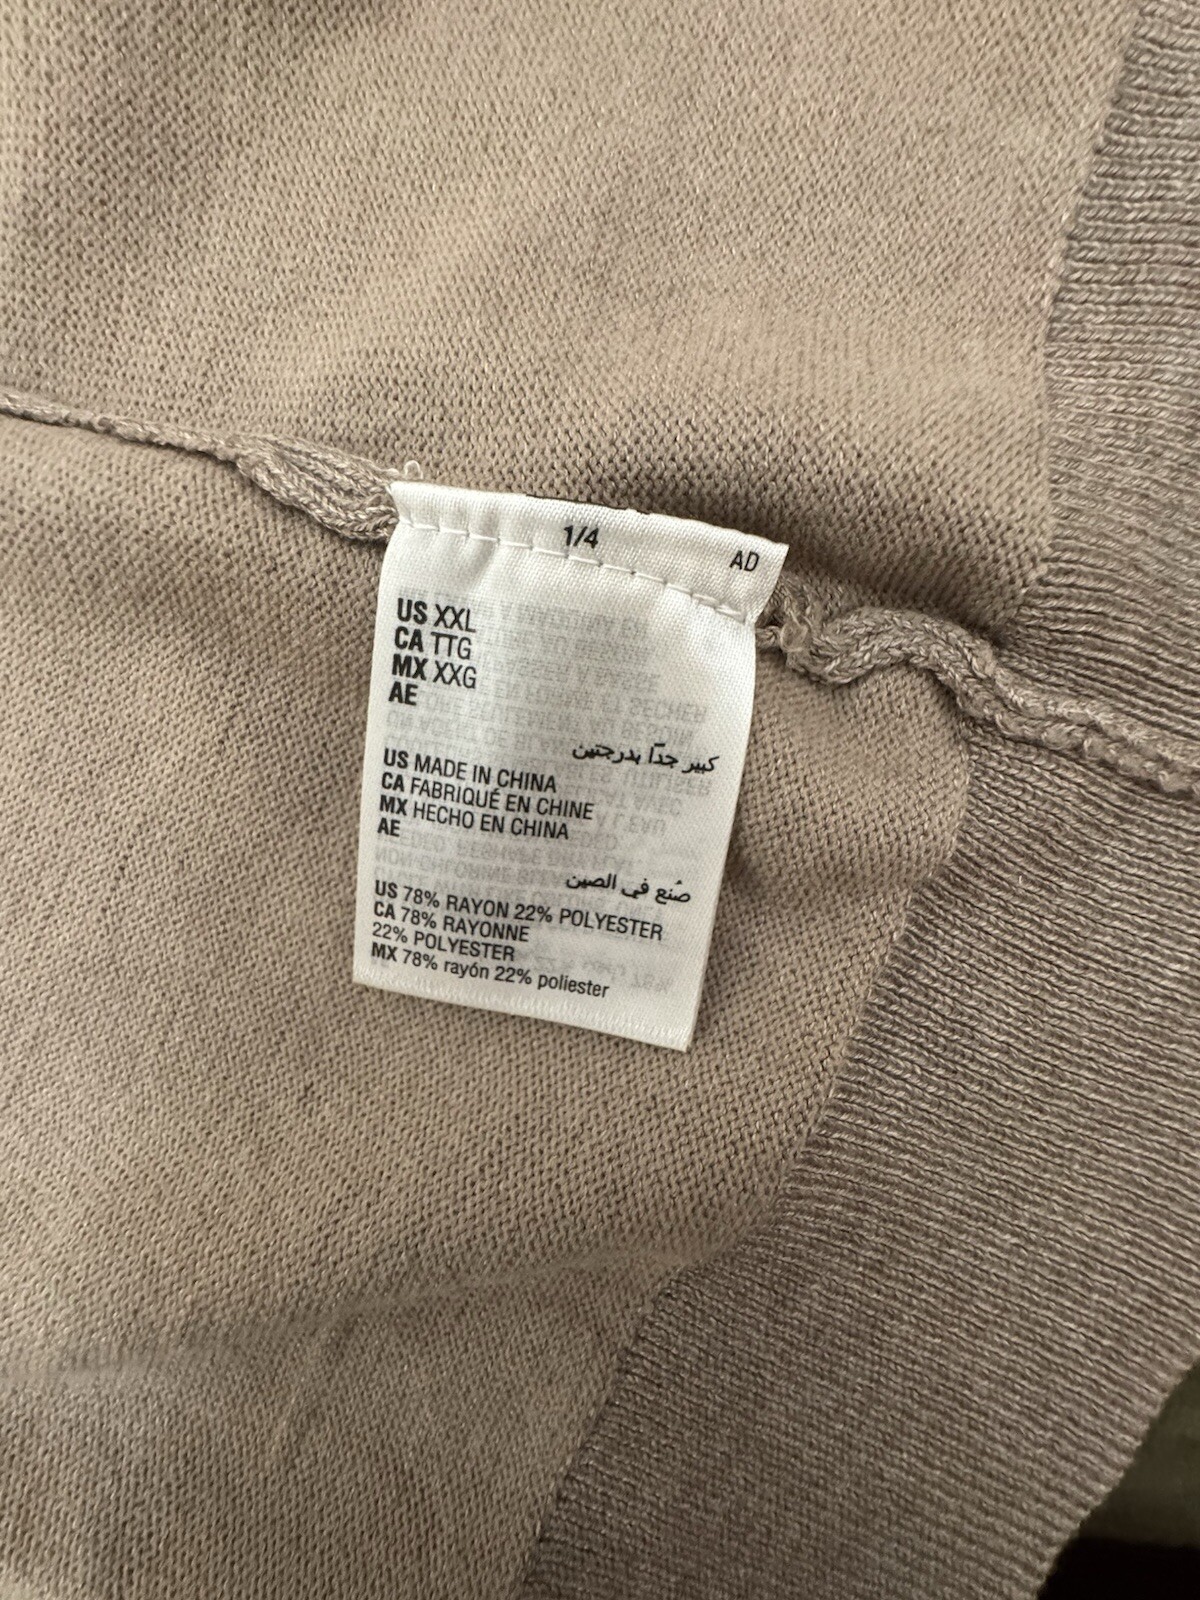 1/4 AD
US XXL
CA TTG
MX XXG
AE
كبير جدًا بدرجتين
US MADE IN CHINA
CA FABRIQUÉ EN CHINE
MX HECHO EN CHINA
AE
صُنع في الصين
US 78% RAYON 22% POLYESTER
CA 78% RAYONNE
22% POLYESTER
MX 78% rayón 22% poliester